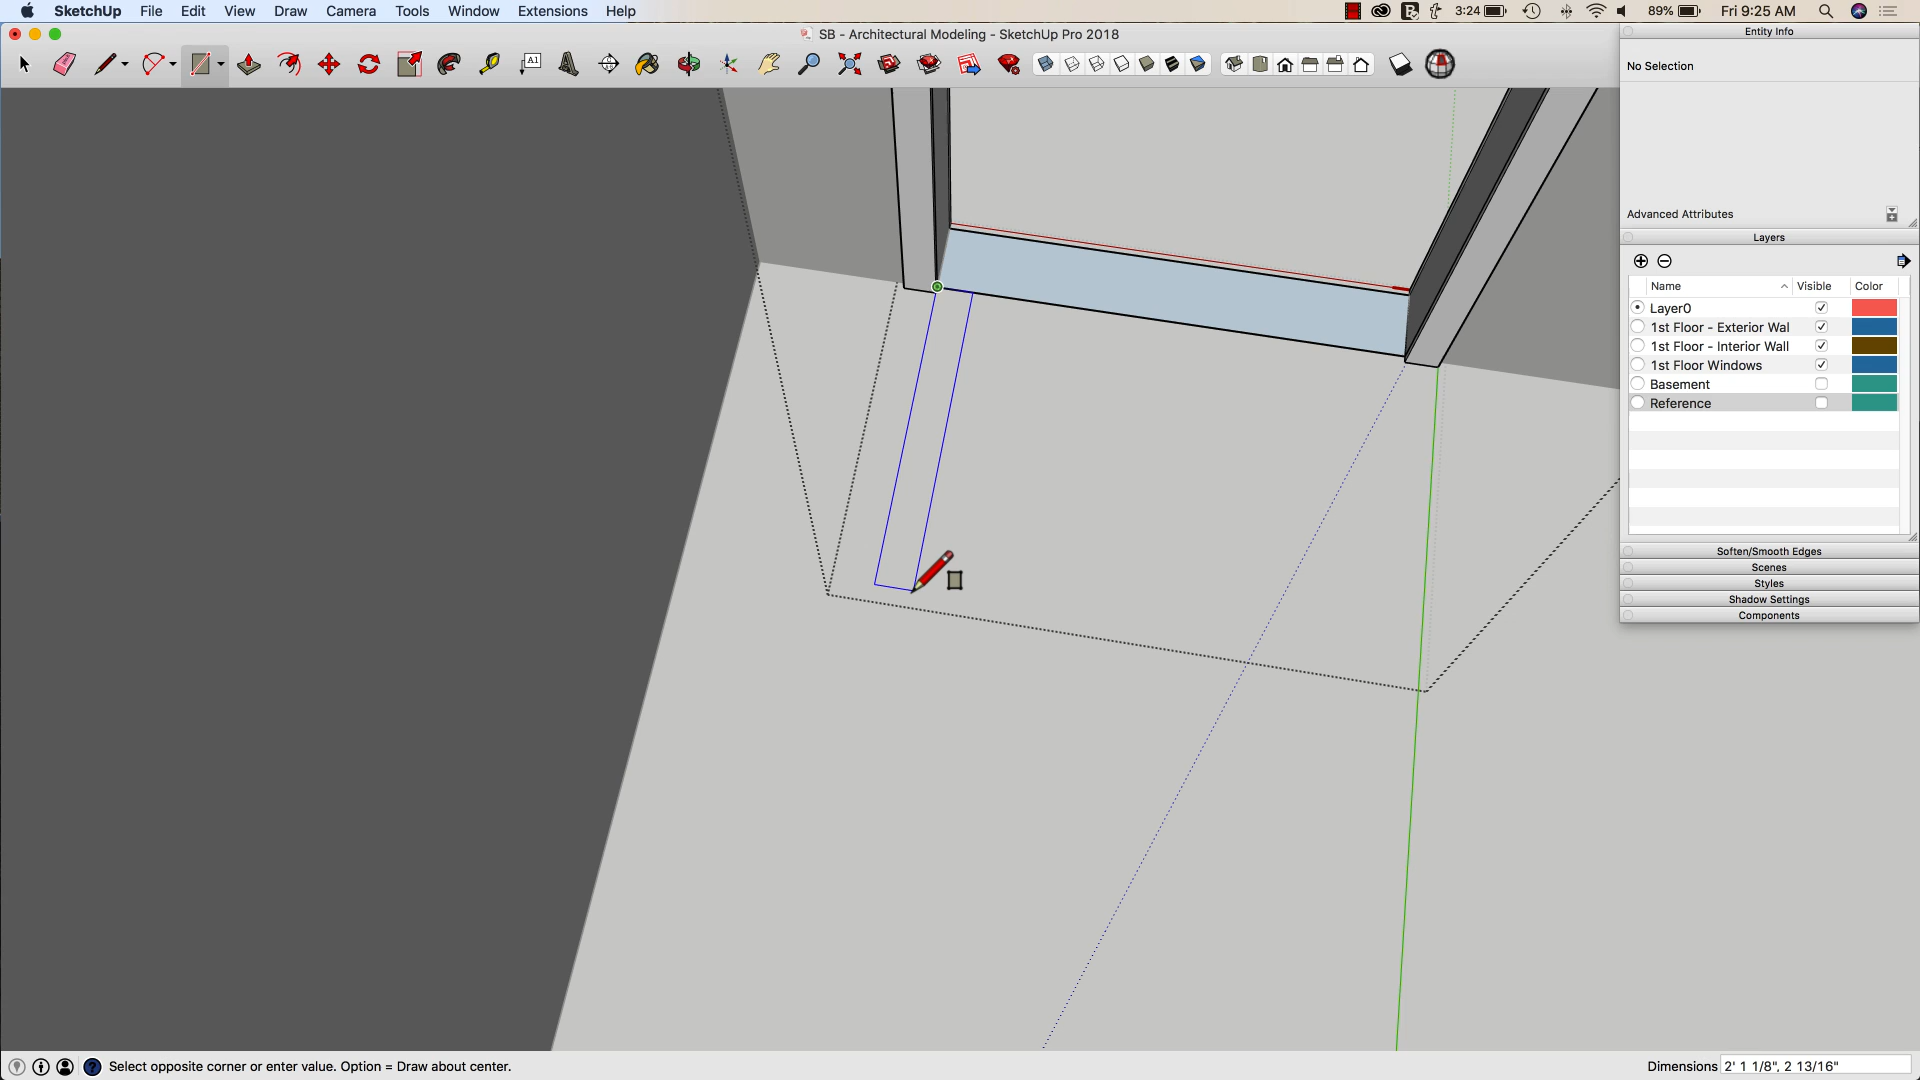 SketchUp File Edit View Draw Camera Tools Window Extensions Help 3:24 89% Fri 9:25 AM
SB - Architectural Modeling - SketchUp Pro 2018
A1
Entity Info
No Selection
Advanced Attributes
Layers
Name Visible Color
Layer0
1st Floor - Exterior Wal
1st Floor - Interior Wall
1st Floor Windows
Basement
Reference
Soften/Smooth Edges
Scenes
Styles
Shadow Settings
Components
Select opposite corner or enter value. Option = Draw about center.
Dimensions 2' 1 1/8", 2 13/16"